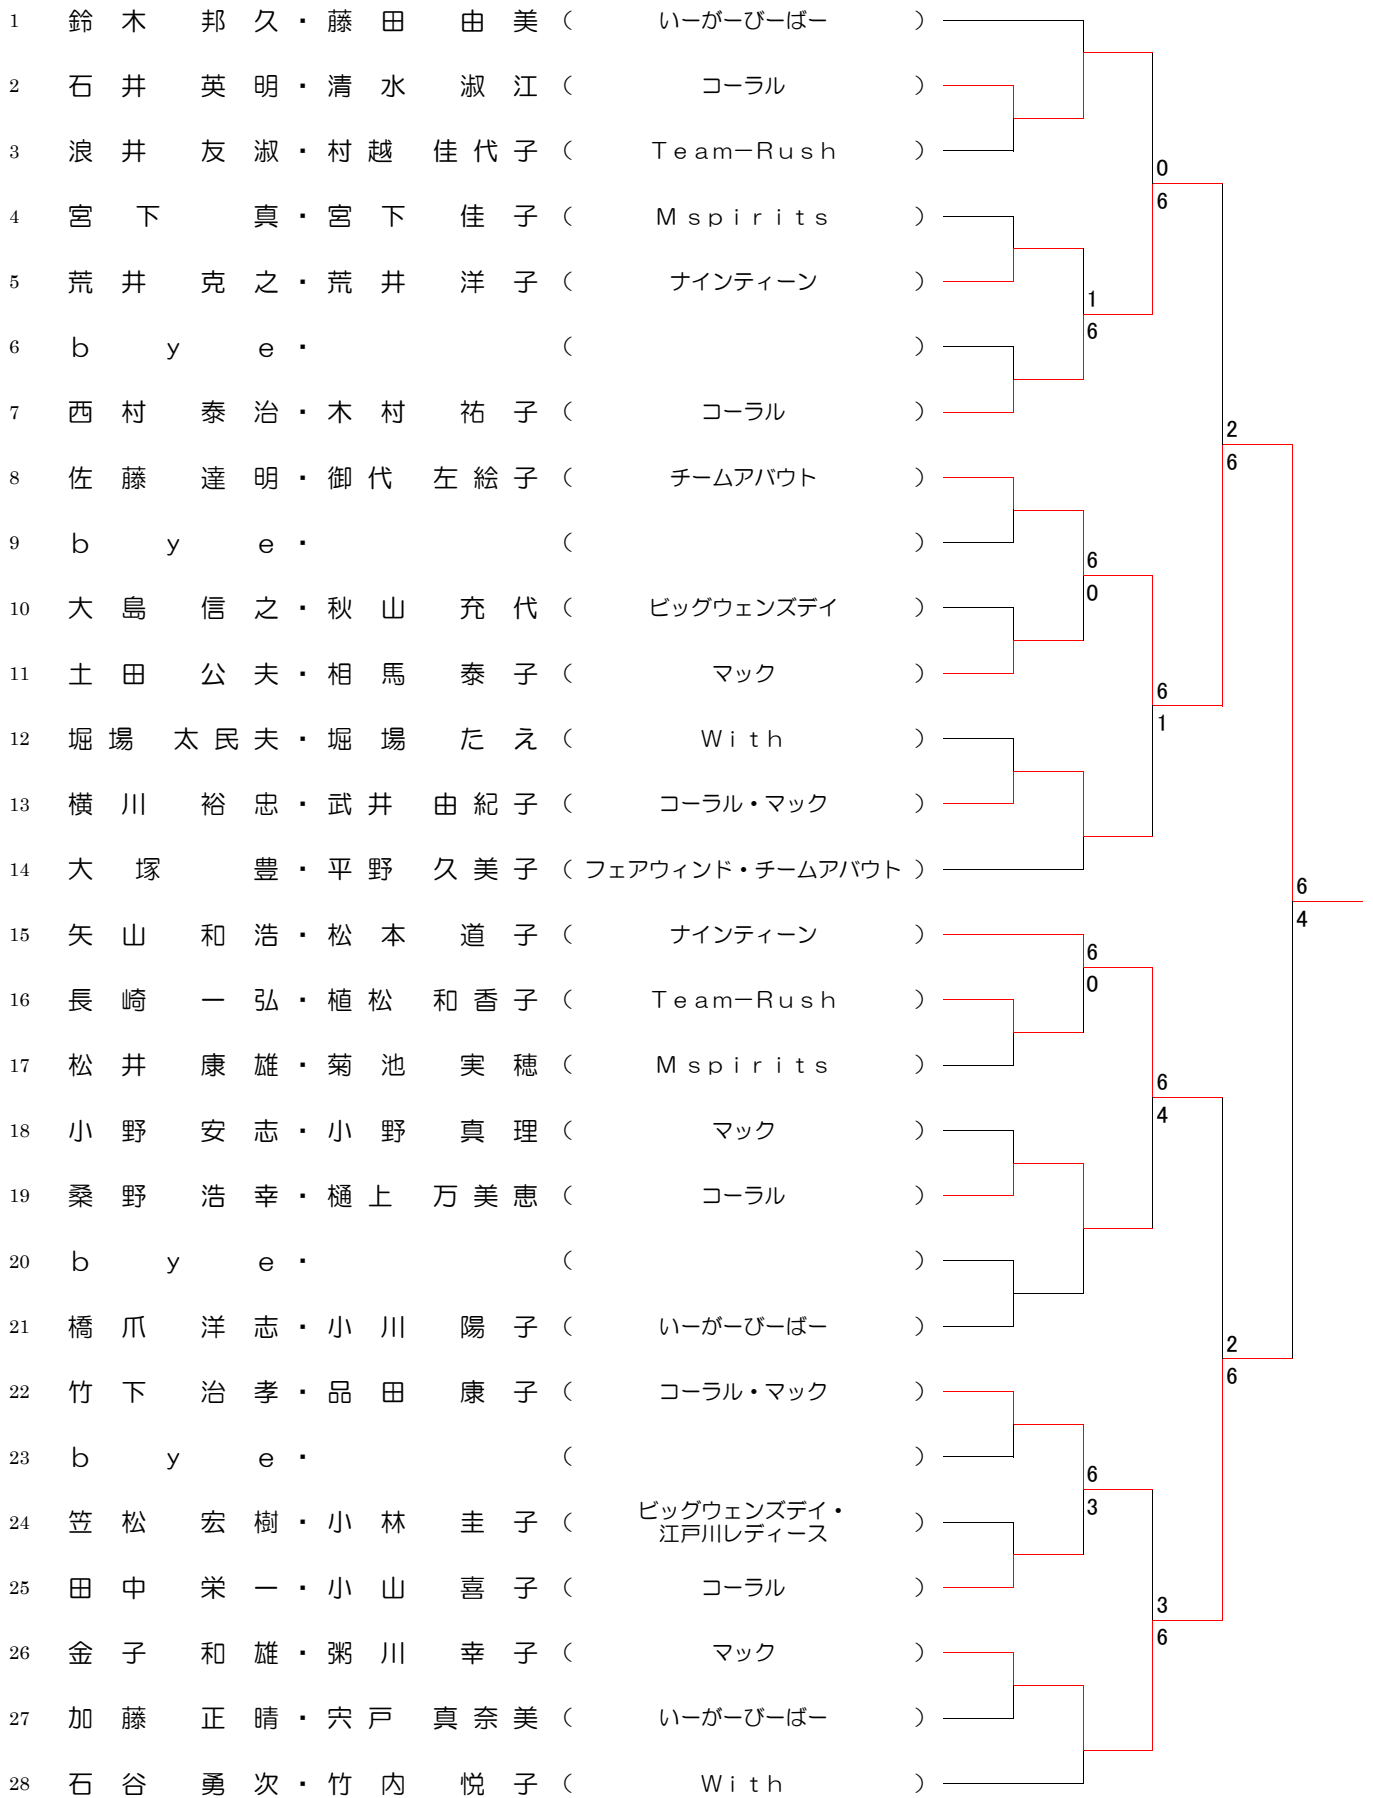 1 鈴木 邦久・藤田 由美 ( いーがーびーばー )
2 石井 英明・清水 淑江 ( コーラル )
3 浪井 友淑・村越 佳代子 ( Team－Rush )
0
4 宮下 真・宮下 佳子 ( Mspirits )
6
5 荒井 克之・荒井 洋子 ( ナインティーン )
1
6
6 bye・ ( )
7 西村 泰治・木村 祐子 ( コーラル )
2
6
8 佐藤 達明・御代 左絵子 ( チームアバウト )
9 bye・ ( )
6
0
10 大島 信之・秋山 充代 ( ビッグウェンズデイ )
11 土田 公夫・相馬 泰子 ( マック )
6
1
12 堀場 太民夫・堀場 たえ ( With )
13 横川 裕忠・武井 由紀子 ( コーラル・マック )
14 大塚 豊・平野 久美子 ( フェアウィンド・チームアバウト )
6
4
15 矢山 和浩・松本 道子 ( ナインティーン )
6
0
16 長崎 一弘・植松 和香子 ( Team－Rush )
17 松井 康雄・菊池 実穂 ( Mspirits )
6
4
18 小野 安志・小野 真理 ( マック )
19 桑野 浩幸・樋上 万美恵 ( コーラル )
20 bye・ ( )
21 橋爪 洋志・小川 陽子 ( いーがーびーばー )
2
6
22 竹下 治孝・品田 康子 ( コーラル・マック )
23 bye・ ( )
6
3
24 笠松 宏樹・小林 圭子 ( ビッグウェンズデイ・
江戸川レディース )
25 田中 栄一・小山 喜子 ( コーラル )
3
6
26 金子 和雄・粥川 幸子 ( マック )
27 加藤 正晴・宍戸 真奈美 ( いーがーびーばー )
28 石谷 勇次・竹内 悦子 ( With )